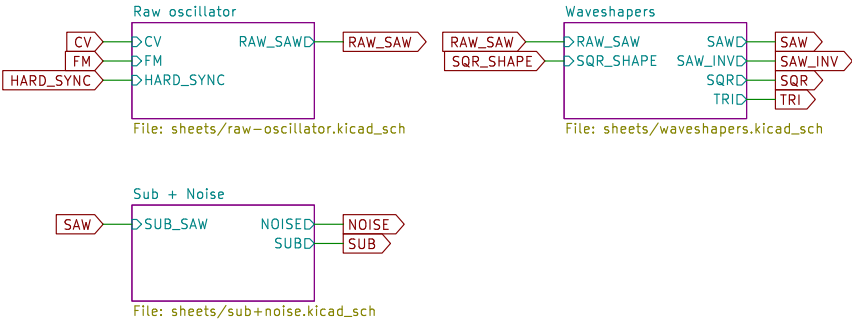 Raw oscillator
CV CV RAW_SAW RAW_SAW
FM FM
HARD_SYNC HARD_SYNC
File: sheets/raw-oscillator.kicad_sch
Waveshapers
RAW_SAW RAW_SAW SAW SAW
SQR_SHAPE SQR_SHAPE SAW_INV SAW_INV
SQR SQR
TRI TRI
File: sheets/waveshapers.kicad_sch
Sub + Noise
SAW SUB_SAW NOISE NOISE
SUB SUB
File: sheets/sub+noise.kicad_sch